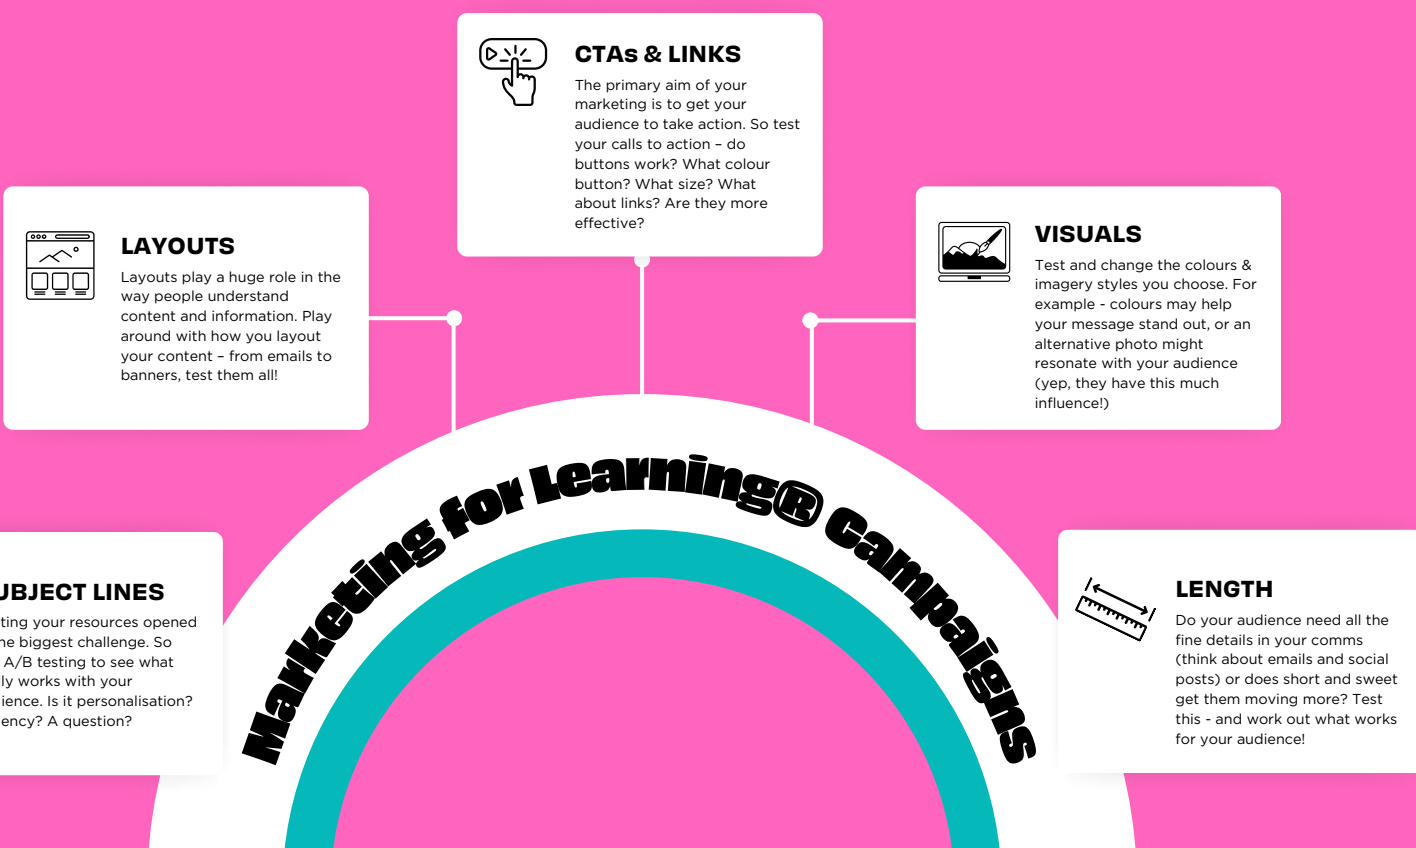 CTAs & LINKS
The primary aim of your
marketing is to get your
audience to take action. So test
your calls to action – do
buttons work? What colour
button? What size? What
about links? Are they more
effective?
LAYOUTS
Layouts play a huge role in the
way people understand
content and information. Play
around with how you layout
your content – from emails to
banners, test them all!
VISUALS
Test and change the colours &
imagery styles you choose. For
example - colours may help
your message stand out, or an
alternative photo might
resonate with your audience
(yep, they have this much
influence!)
Marketing for Learning® Campaigns
UBJECT LINES
ting your resources opened
he biggest challenge. So
A/B testing to see what
ly works with your
ience. Is it personalisation?
ency? A question?
LENGTH
Do your audience need all the
fine details in your comms
(think about emails and social
posts) or does short and sweet
get them moving more? Test
this - and work out what works
for your audience!